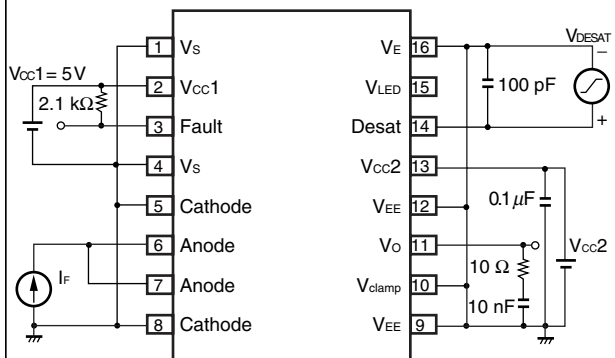 VCC1 = 5V
2.1 kΩ
IF
1 VS
2 VCC1
3 Fault
4 VS
5 Cathode
6 Anode
7 Anode
8 Cathode
VE 16
VLED 15
Desat 14
VCC2 13
VEE 12
VO 11
Vclamp 10
VEE 9
100 pF
VDESAT
–
+
0.1 μF
VCC2
10 Ω
10 nF